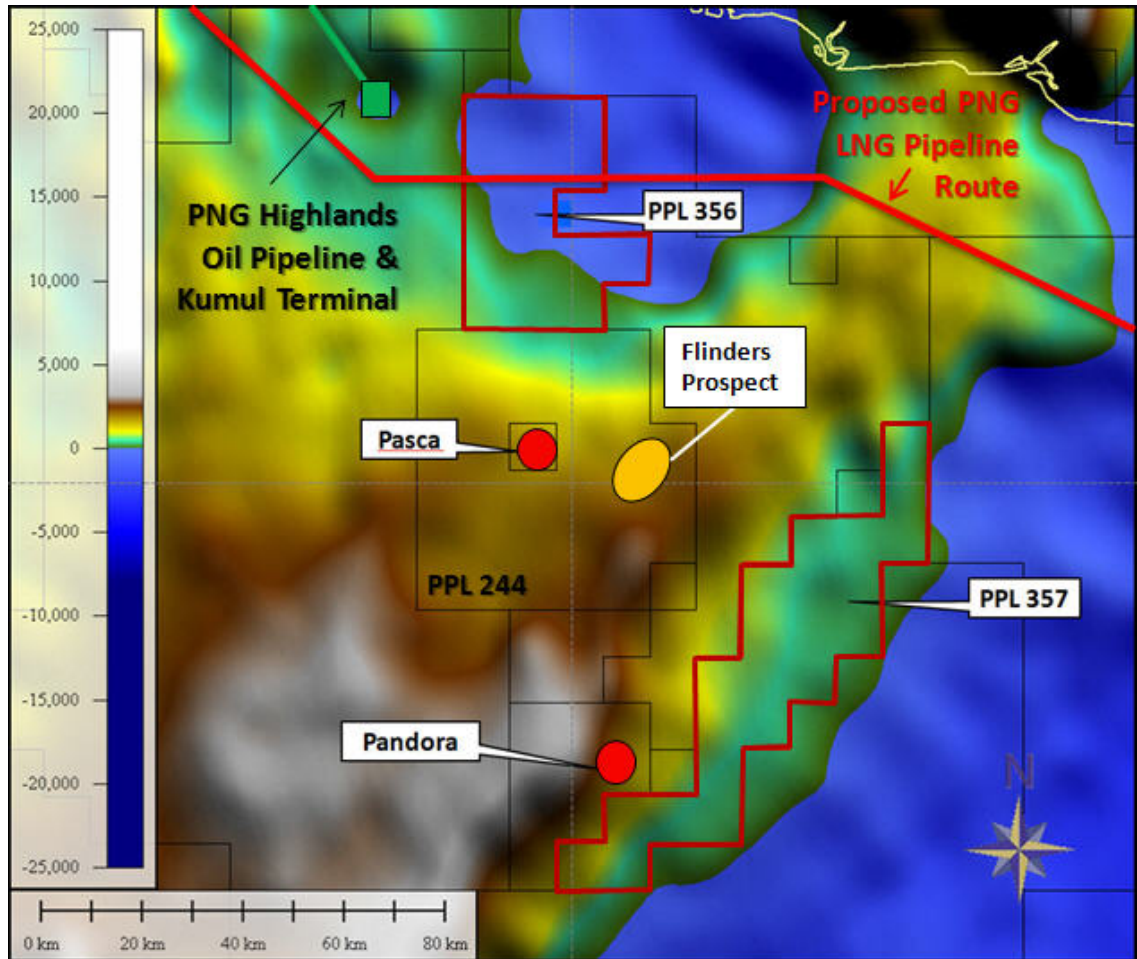 25,000
20,000
15,000
10,000
5,000
0
-5,000
-10,000
-15,000
-20,000
-25,000
Proposed PNG
LNG Pipeline
Route
PNG Highlands
Oil Pipeline &
Kumul Terminal
PPL 356
Flinders
Prospect
Pasca
PPL 244
PPL 357
Pandora
N
0 km
20 km
40 km
60 km
80 km